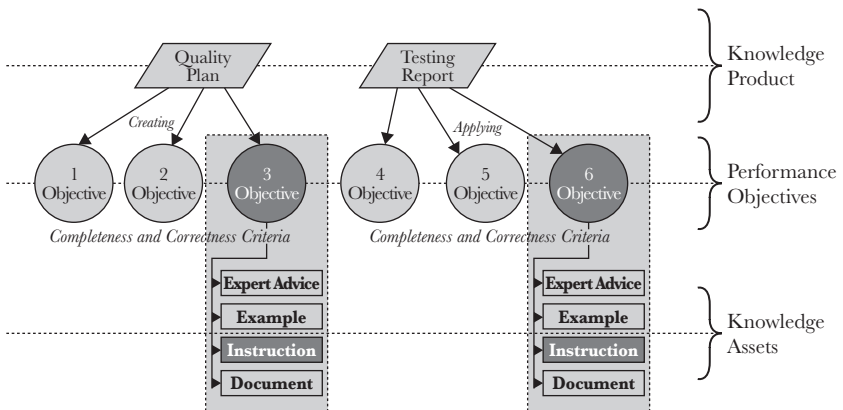 Quality
Plan
Testing
Report
Knowledge
Product
Creating
Applying
1
Objective
2
Objective
3
Objective
4
Objective
5
Objective
6
Objective
Performance
Objectives
Completeness and Correctness Criteria
Completeness and Correctness Criteria
Expert Advice
Example
Instruction
Document
Expert Advice
Example
Instruction
Document
Knowledge
Assets